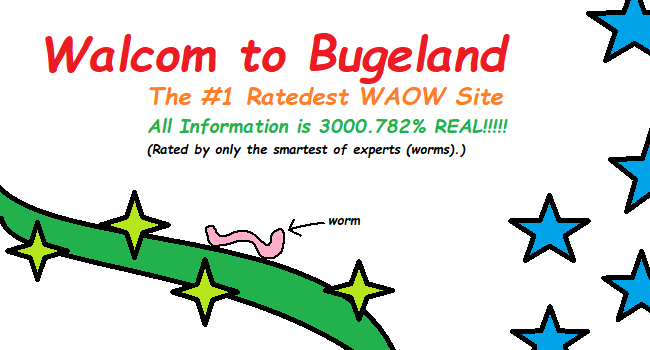 Walcom to Bugeland
The #1 Ratedest WAOW Site
All Information is 3000.782% REAL!!!!!
(Rated by only the smartest of experts (worms).)
worm